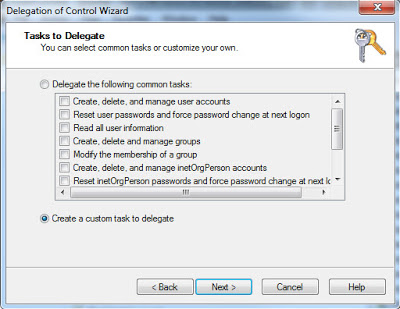 Delegation of Control Wizard
Tasks to Delegate
You can select common tasks or customize your own.
Delegate the following common tasks:
Create, delete, and manage user accounts
Reset user passwords and force password change at next logon
Read all user information
Create, delete and manage groups
Modify the membership of a group
Create, delete, and manage inetOrgPerson accounts
Reset inetOrgPerson passwords and force password change at next lo
Create a custom task to delegate
< Back
Next >
Cancel
Help